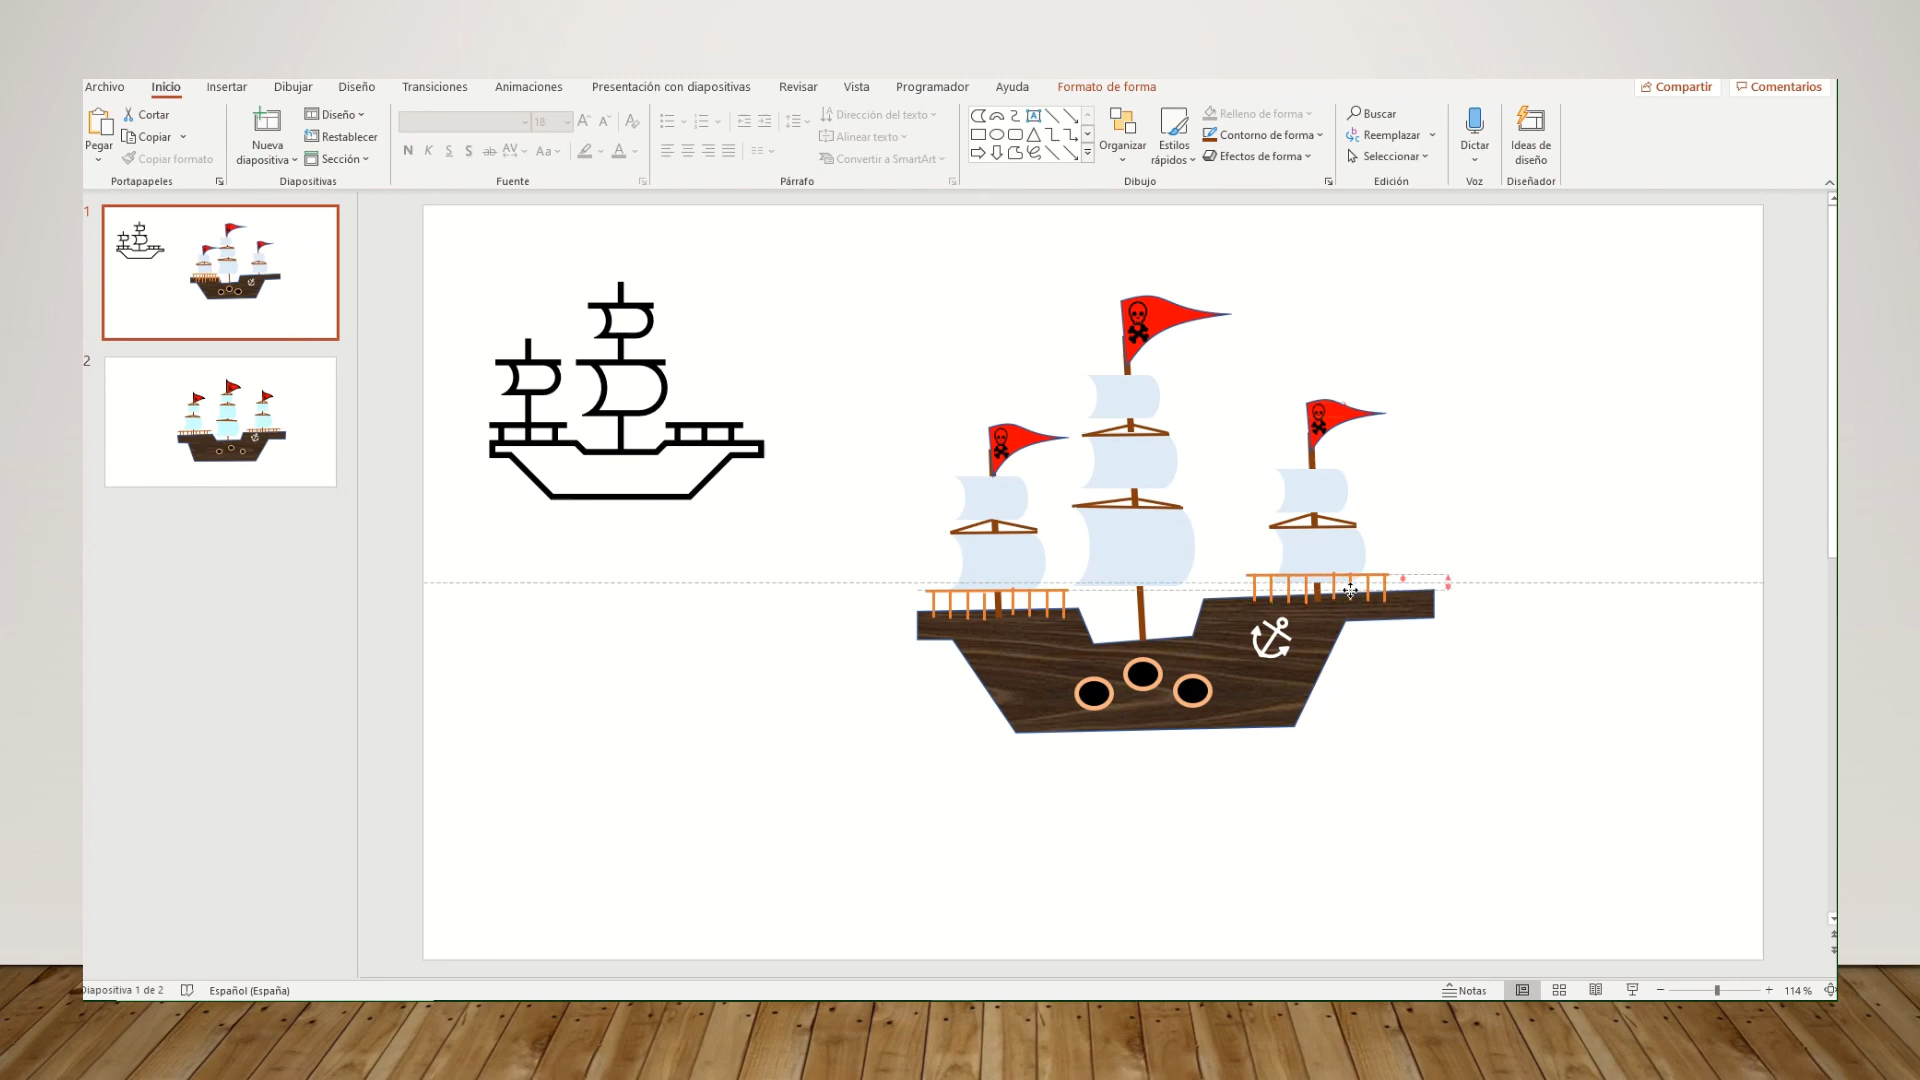 Archivo Inicio Insertar Dibujar Diseño Transiciones Animaciones Presentación con diapositivas Revisar Vista Programador Ayuda Formato de forma Compartir Comentarios
Pegar
Cortar
Copiar
Copiar formato
Portapapeles
Nueva
diapositiva
Diseño
Restablecer
Sección
Diapositivas
18
N K S S ab AV Aa A
Fuente
Párrafo
Dirección del texto
Alinear texto
Convertir a SmartArt
Organizar
Estilos
rápidos
Relleno de forma
Contorno de forma
Efectos de forma
Dibujo
Buscar
Reemplazar
Seleccionar
Edición
Dictar
Voz
Ideas de
diseño
Diseñador
1
2
Diapositiva 1 de 2 Español (España) Notas 114 %